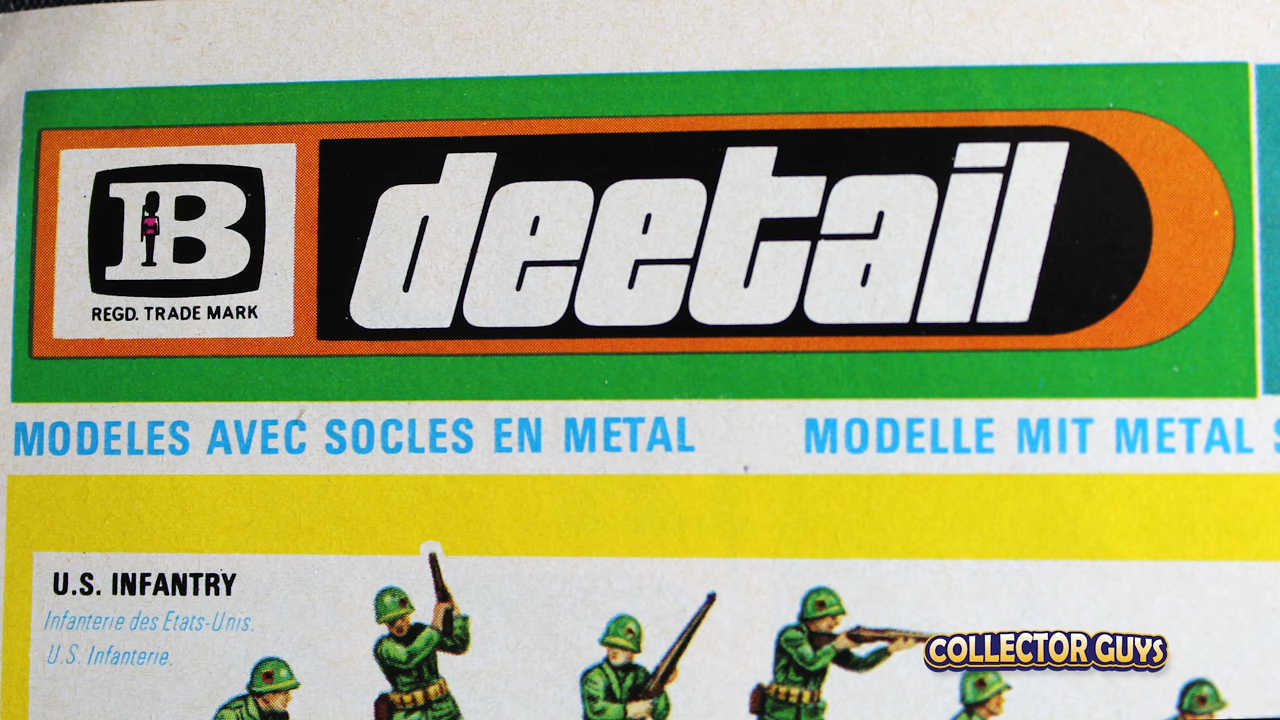 B
deetail
REGD. TRADE MARK
MODELES AVEC SOCLES EN METAL
MODELLE MIT METAL S
U.S. INFANTRY
Infanterie des Etats-Unis.
U.S. Infanterie.
COLLECTOR GUYS